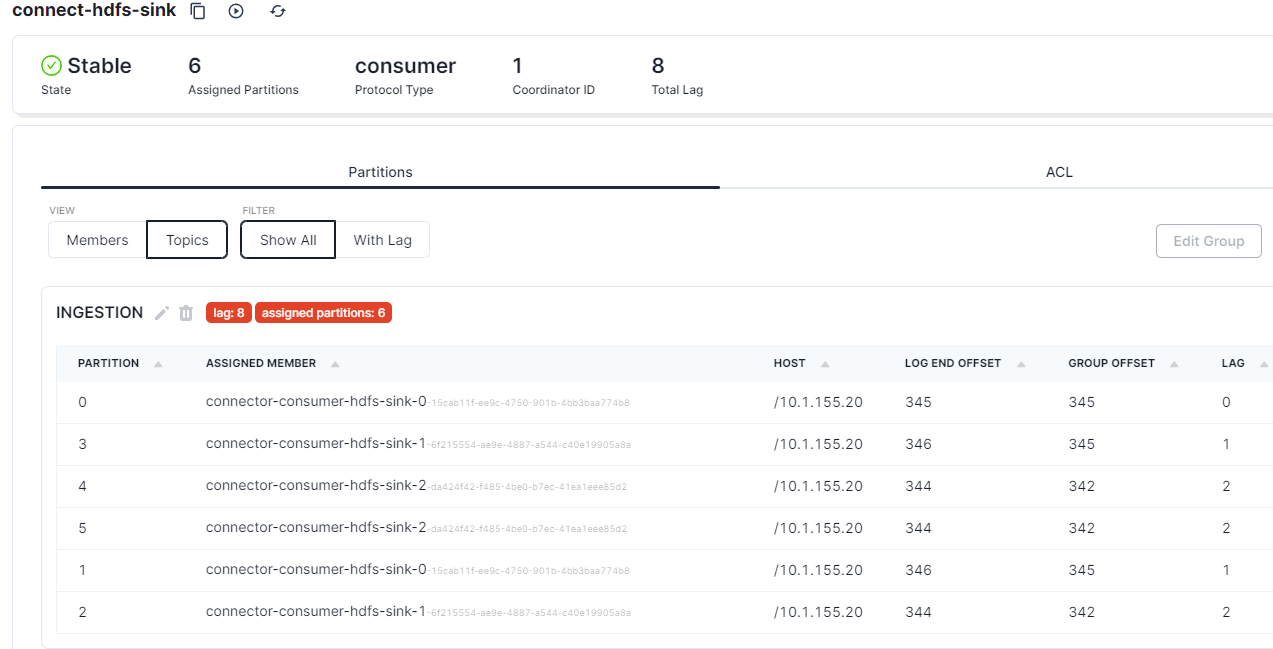 connect-hdfs-sink
Stable 6 consumer 1 8
State Assigned Partitions Protocol Type Coordinator ID Total Lag
Partitions ACL
VIEW FILTER
Members Topics Show All With Lag Edit Group
INGESTION lag: 8 assigned partitions: 6
PARTITION ASSIGNED MEMBER HOST LOG END OFFSET GROUP OFFSET LAG
0 connector-consumer-hdfs-sink-0-15cab11f-ee9c-4750-901b-4bb3baa774b8 /10.1.155.20 345 345 0
3 connector-consumer-hdfs-sink-1-6f215554-ae9e-4887-a544-c40e19905a8a /10.1.155.20 346 345 1
4 connector-consumer-hdfs-sink-2-da424f42-f485-4be0-b7ec-41ea1eee85d2 /10.1.155.20 344 342 2
5 connector-consumer-hdfs-sink-2-da424f42-f485-4be0-b7ec-41ea1eee85d2 /10.1.155.20 344 342 2
1 connector-consumer-hdfs-sink-0-15cab11f-ee9c-4750-901b-4bb3baa774b8 /10.1.155.20 346 345 1
2 connector-consumer-hdfs-sink-1-6f215554-ae9e-4887-a544-c40e19905a8a /10.1.155.20 344 342 2